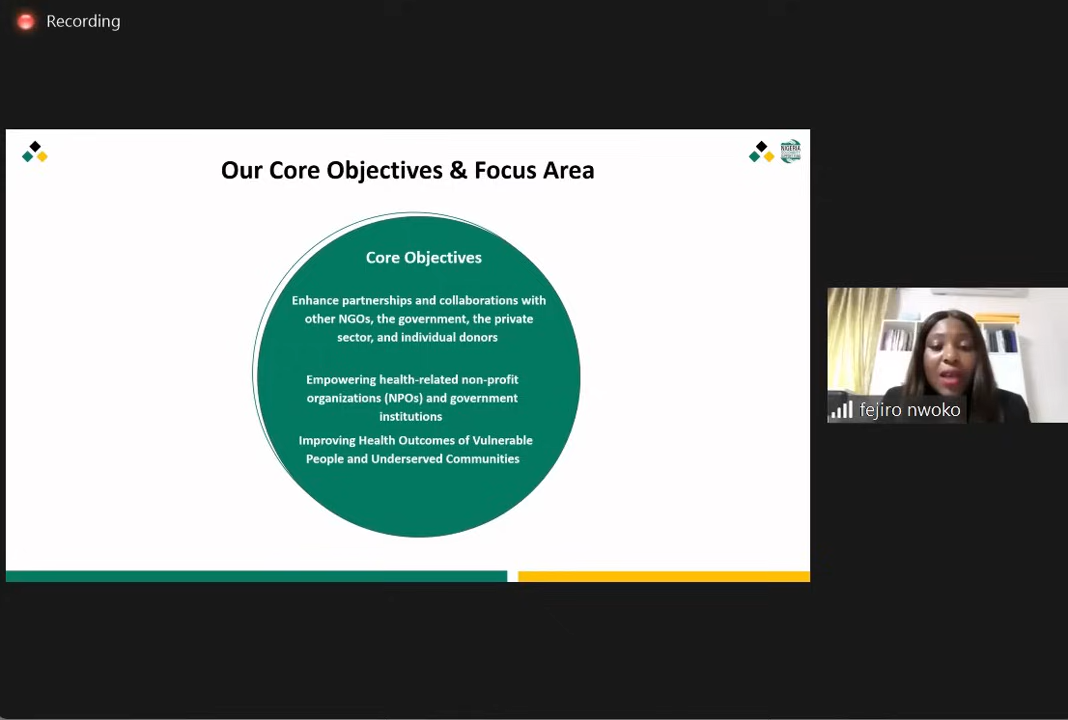 Recording
Our Core Objectives & Focus Area
NIGERIA
Core Objectives
Enhance partnerships and collaborations with
other NGOs, the government, the private
sector, and individual donors
Empowering health-related non-profit
organizations (NPOs) and government
institutions
Improving Health Outcomes of Vulnerable
People and Underserved Communities
fejiro nwoko